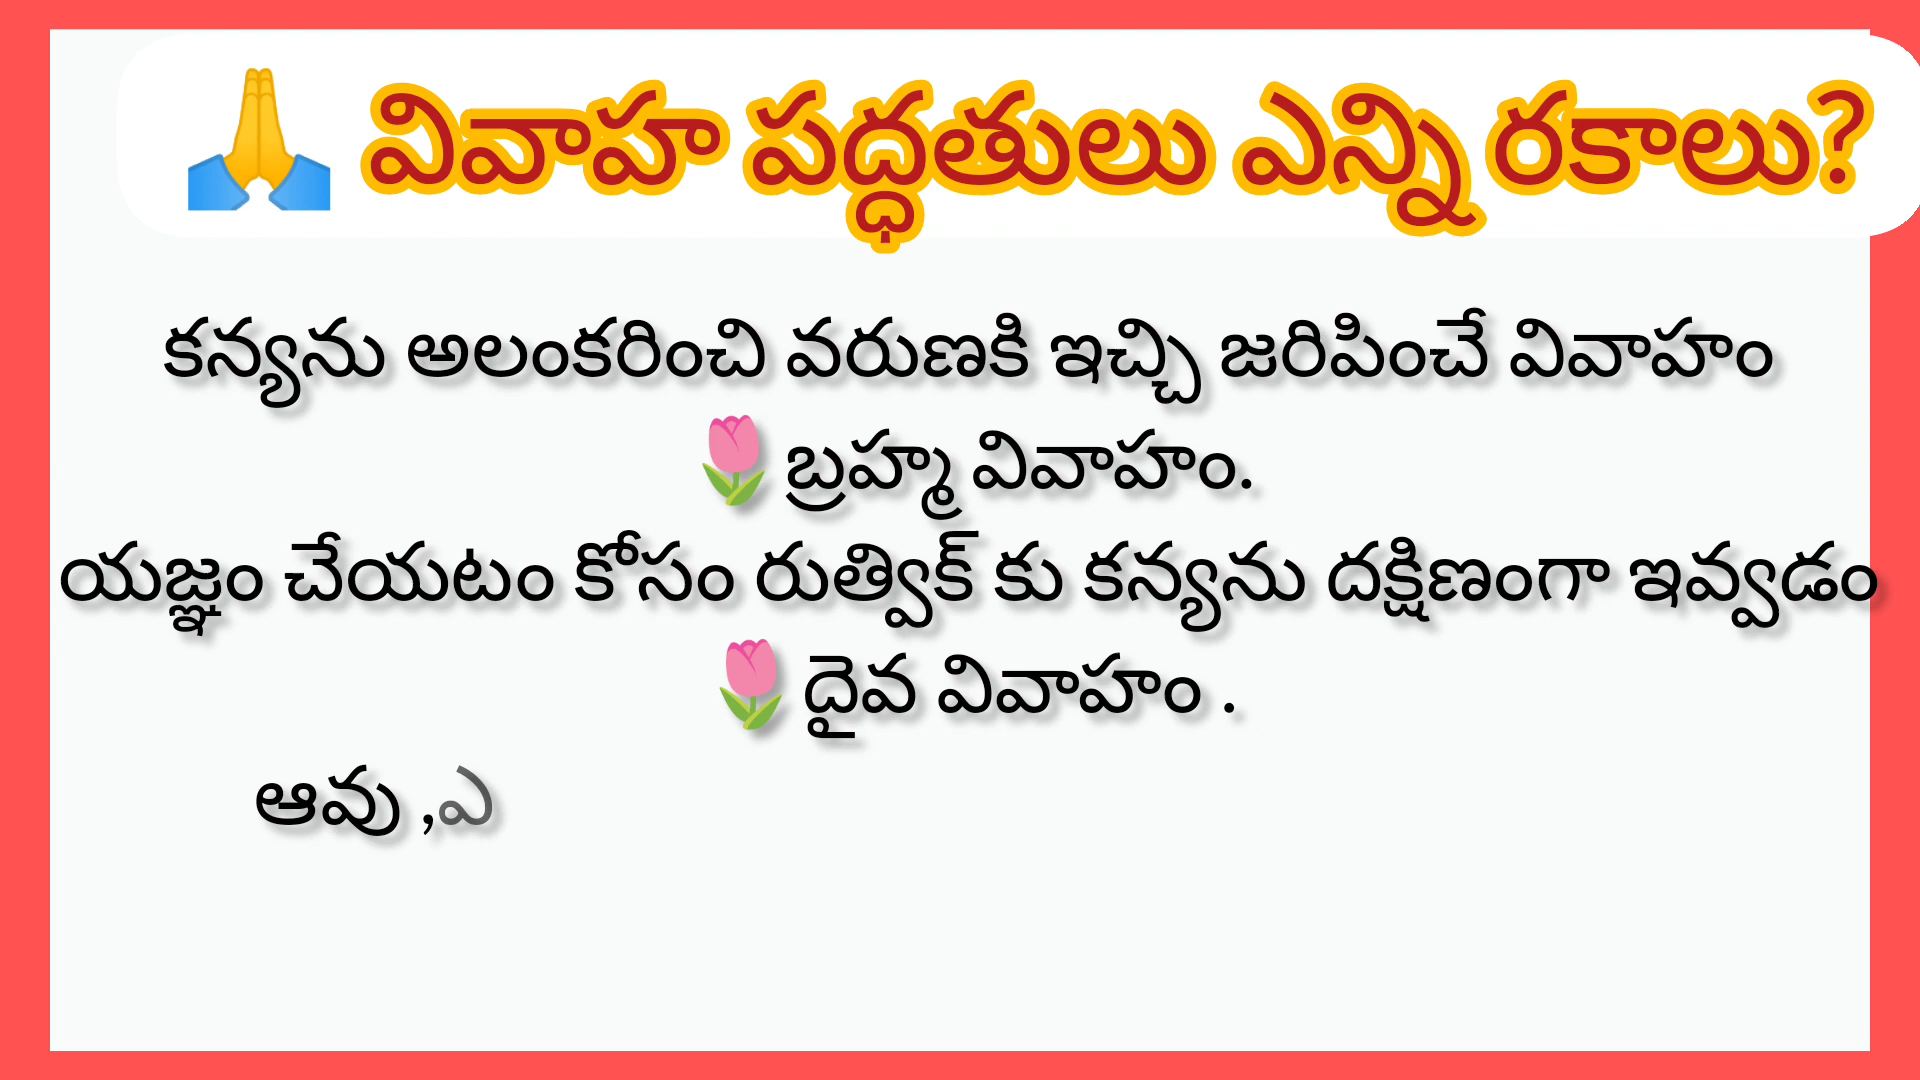 🙏 వివాహ పద్ధతులు ఎన్ని రకాలు?
కన్యను అలంకరించి వరుణకి ఇచ్చి జరిపించే వివాహం
🌷బ్రహ్మ వివాహం.
యజ్ఞం చేయటం కోసం రుత్విక్ కు కన్యను దక్షిణంగా ఇవ్వడం
🌷దైవ వివాహం .
ఆవు ,ఎ